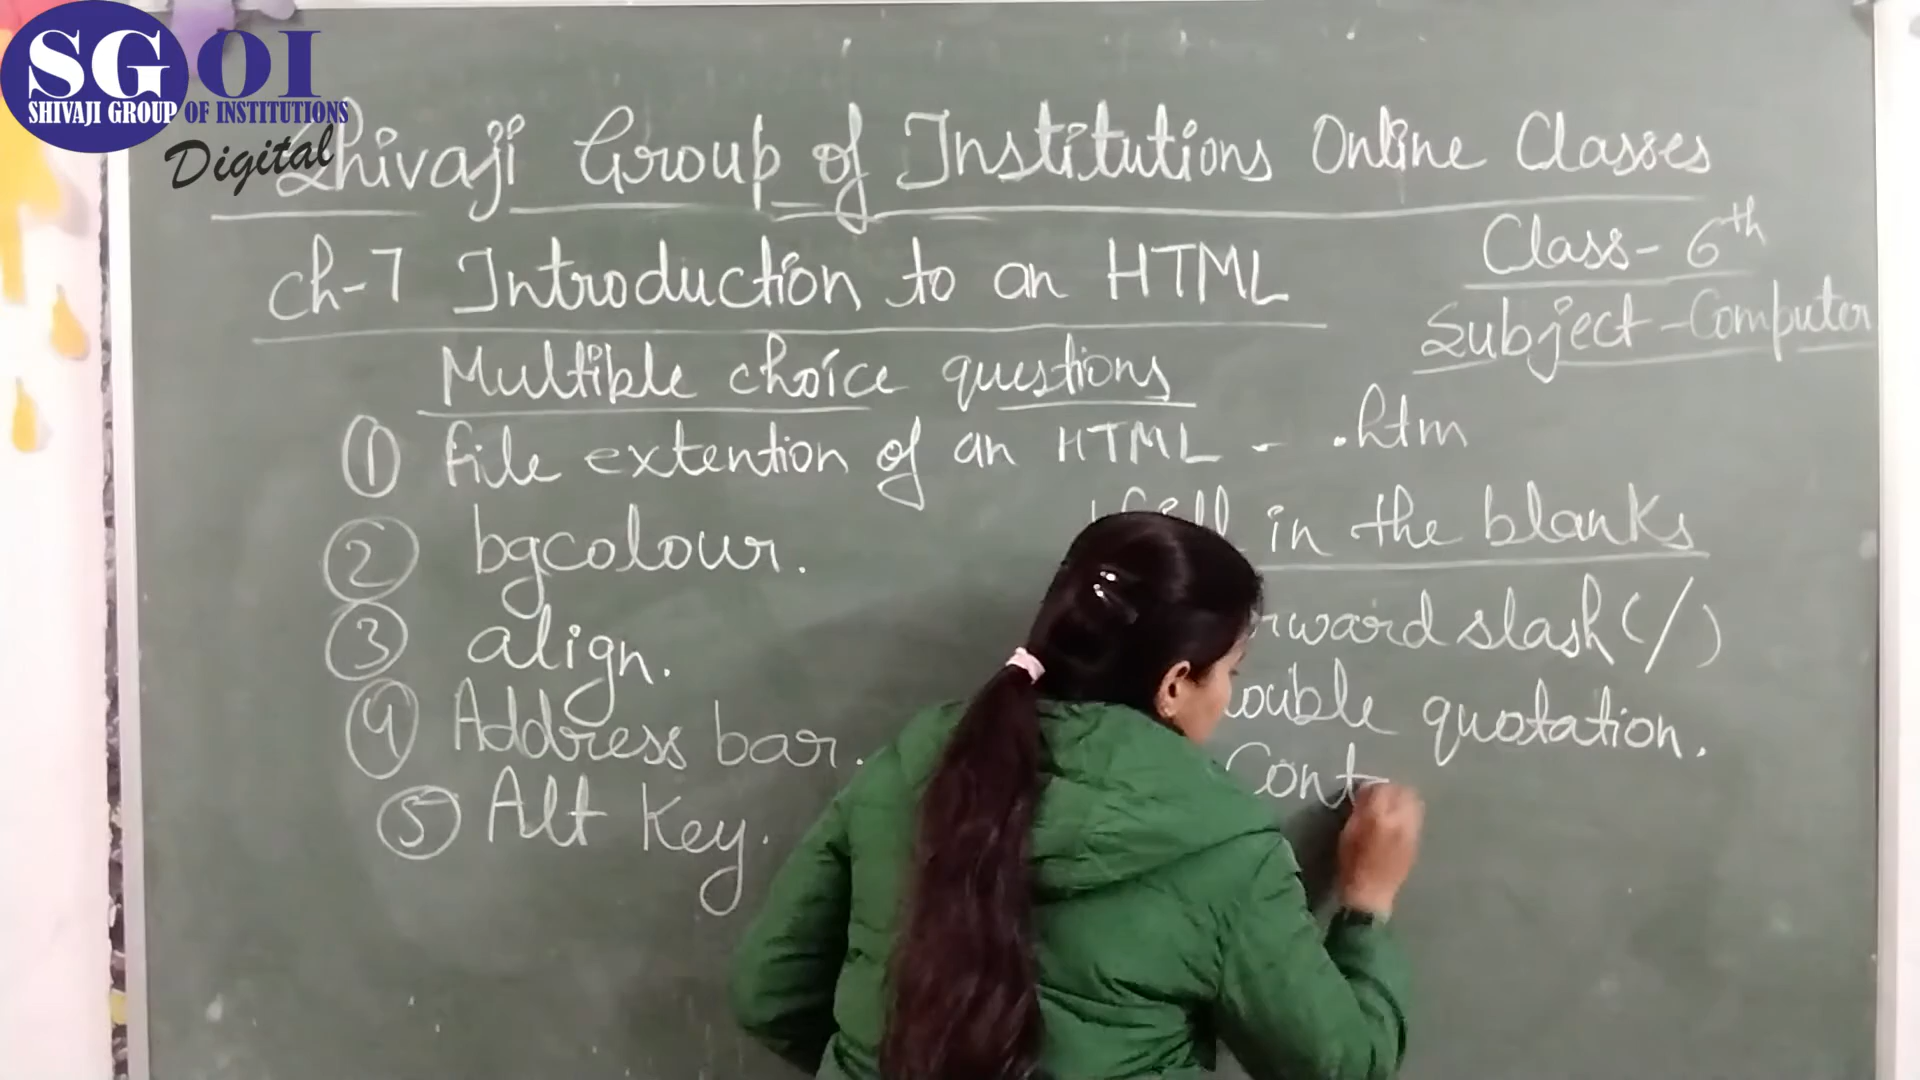 SGOI
SHIVAJI GROUP OF INSTITUTIONS
Digital
Shivaji Group of Institutions Online Classes
Class- 6th
Subject-Computer
Ch-7 Introduction to an HTML
Multiple choice questions
① file extention of an HTML - .htm
② bgcolour.
③ align.
④ Address bar.
⑤ Alt Key.
fill in the blanks
rward slash (/)
ouble quotation.
Cont